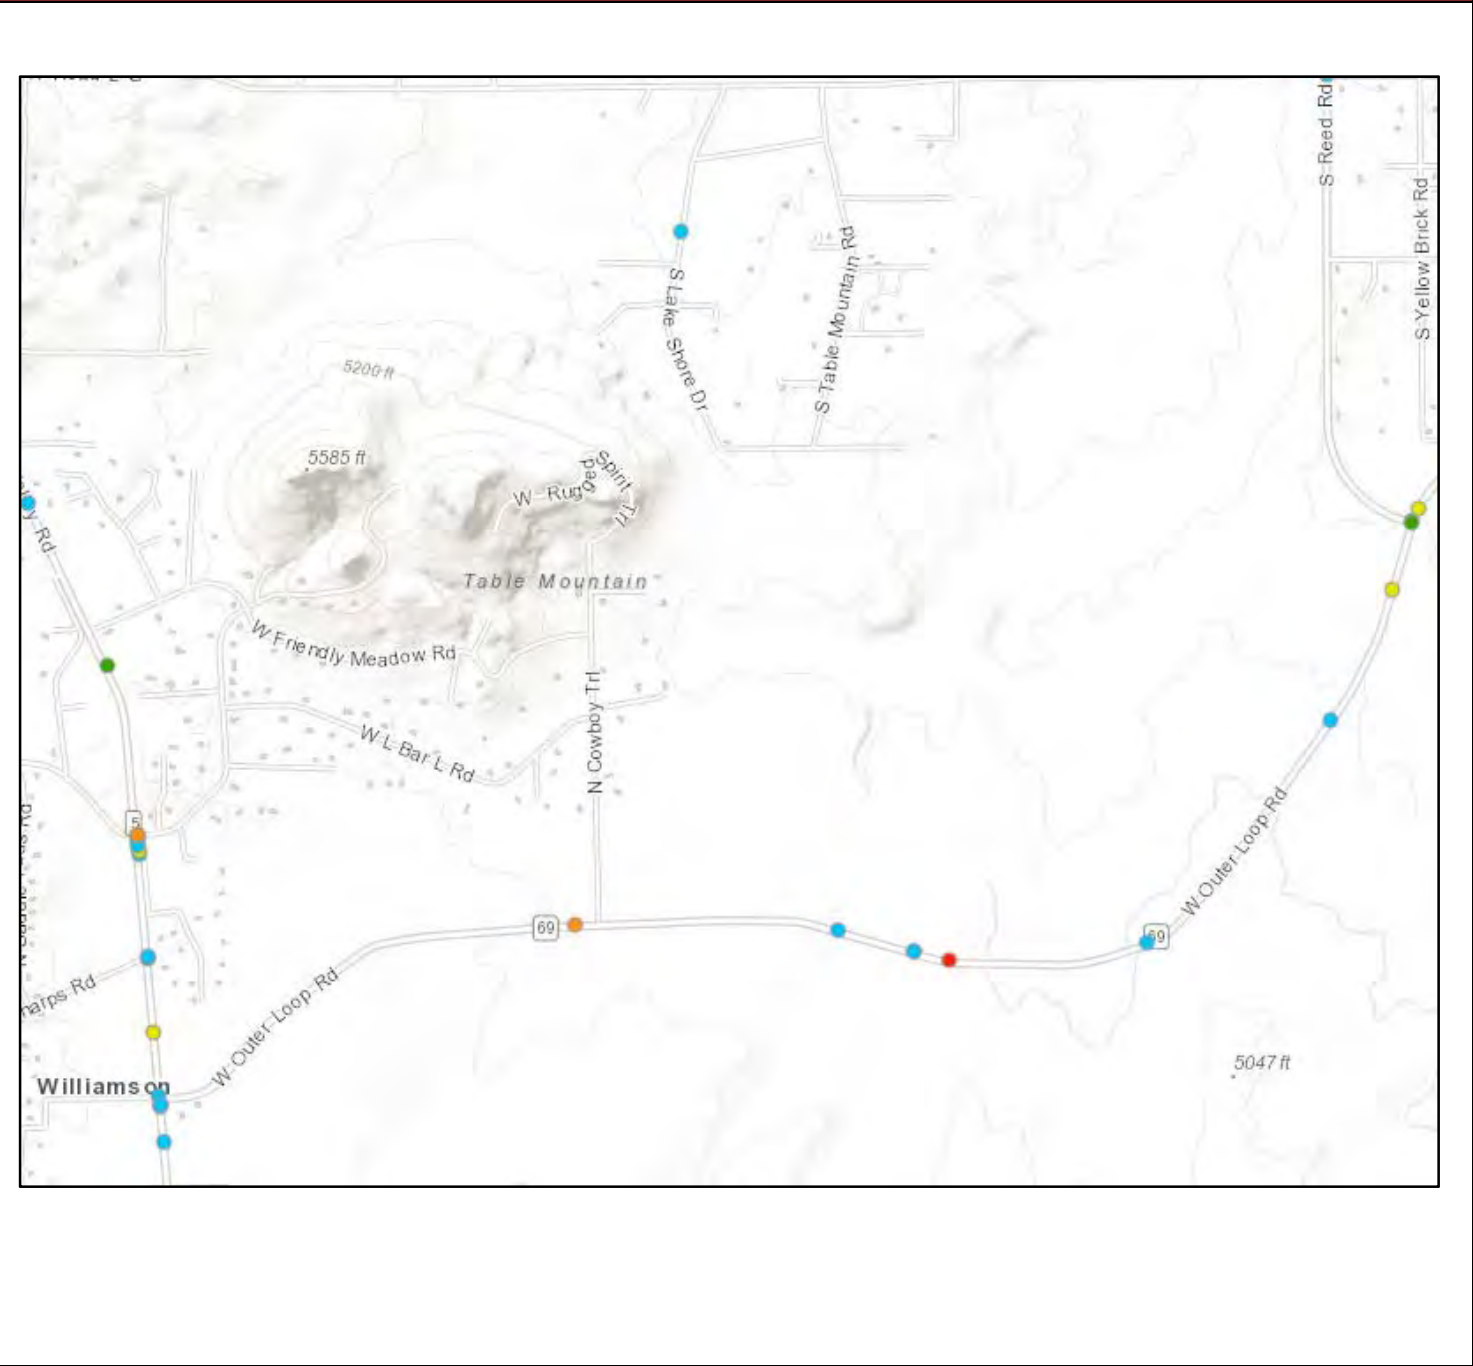 S Reed Rd
S Yellow Brick Rd
S Lake Shore Dr
S Table Mountain Rd
5200 ft
5585 ft
W Rugged
Spirit Trl
Table Mountain
W Friendly Meadow Rd
W L Bar L Rd
N Cowboy Trl
5
69
69
W Outer Loop Rd
W Outer Loop Rd
Rd
Williamson
5047 ft